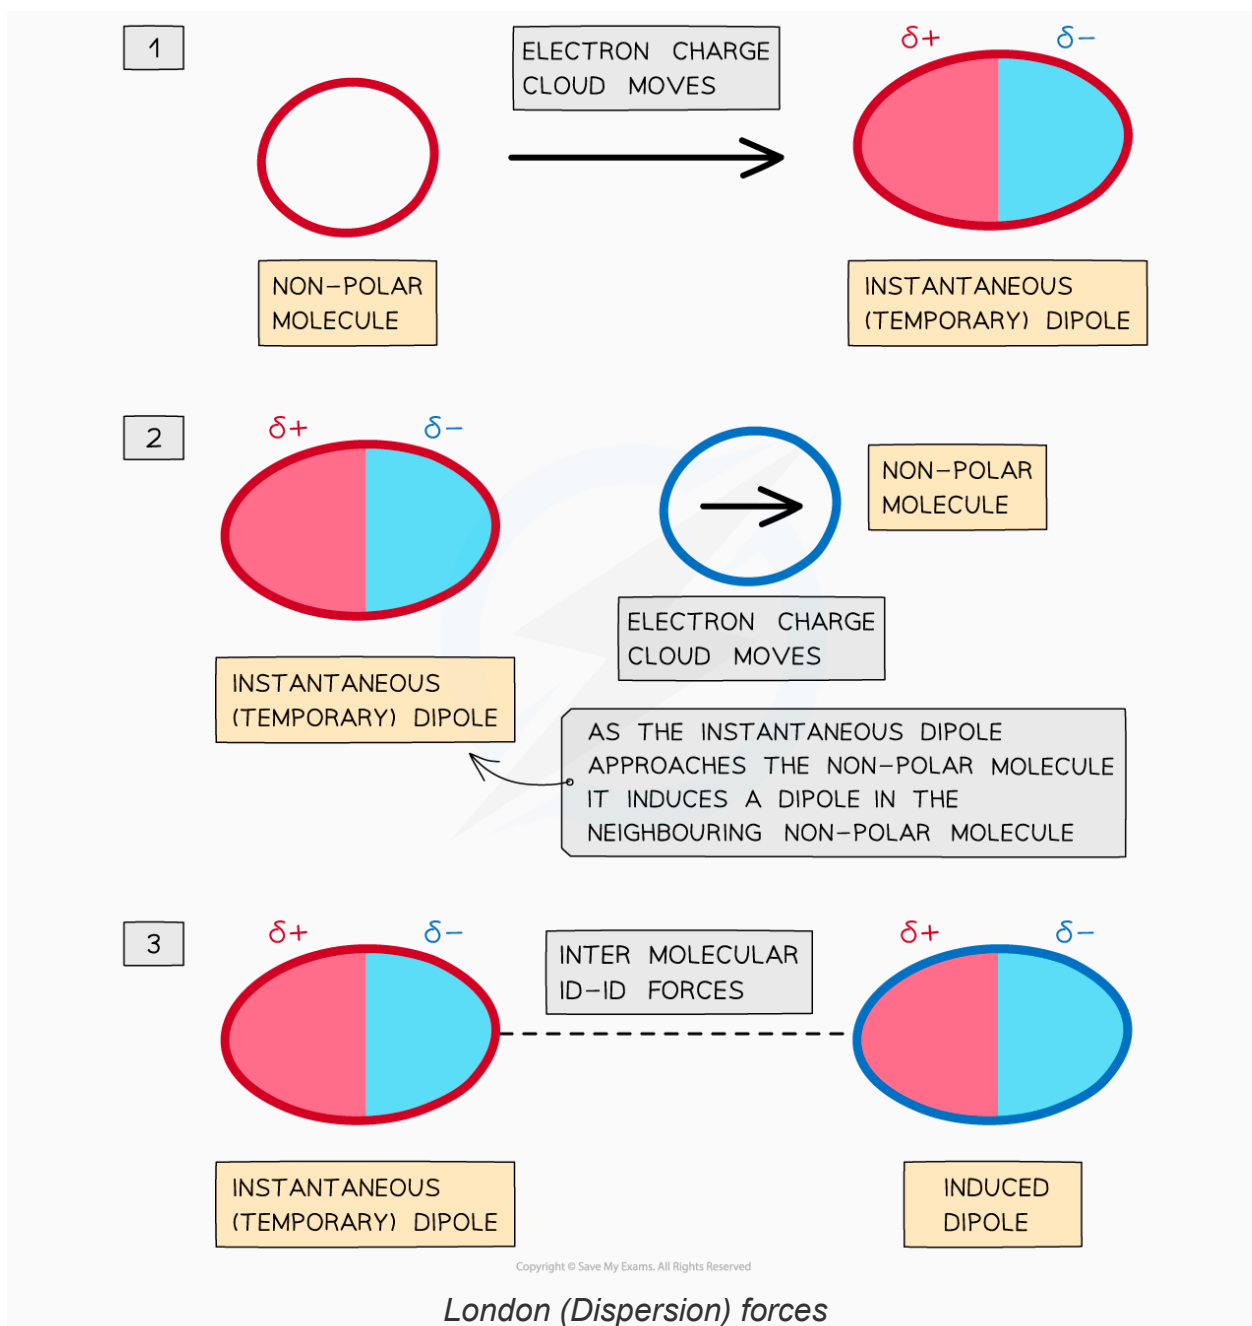 1
ELECTRON CHARGE
CLOUD MOVES
δ+ δ−
NON−POLAR
MOLECULE
INSTANTANEOUS
(TEMPORARY) DIPOLE
2
δ+ δ−
NON−POLAR
MOLECULE
ELECTRON CHARGE
CLOUD MOVES
INSTANTANEOUS
(TEMPORARY) DIPOLE
AS THE INSTANTANEOUS DIPOLE
APPROACHES THE NON−POLAR MOLECULE
IT INDUCES A DIPOLE IN THE
NEIGHBOURING NON−POLAR MOLECULE
3
δ+ δ−
INTER MOLECULAR
ID−ID FORCES
δ+ δ−
INSTANTANEOUS
(TEMPORARY) DIPOLE
INDUCED
DIPOLE
Copyright © Save My Exams. All Rights Reserved
London (Dispersion) forces